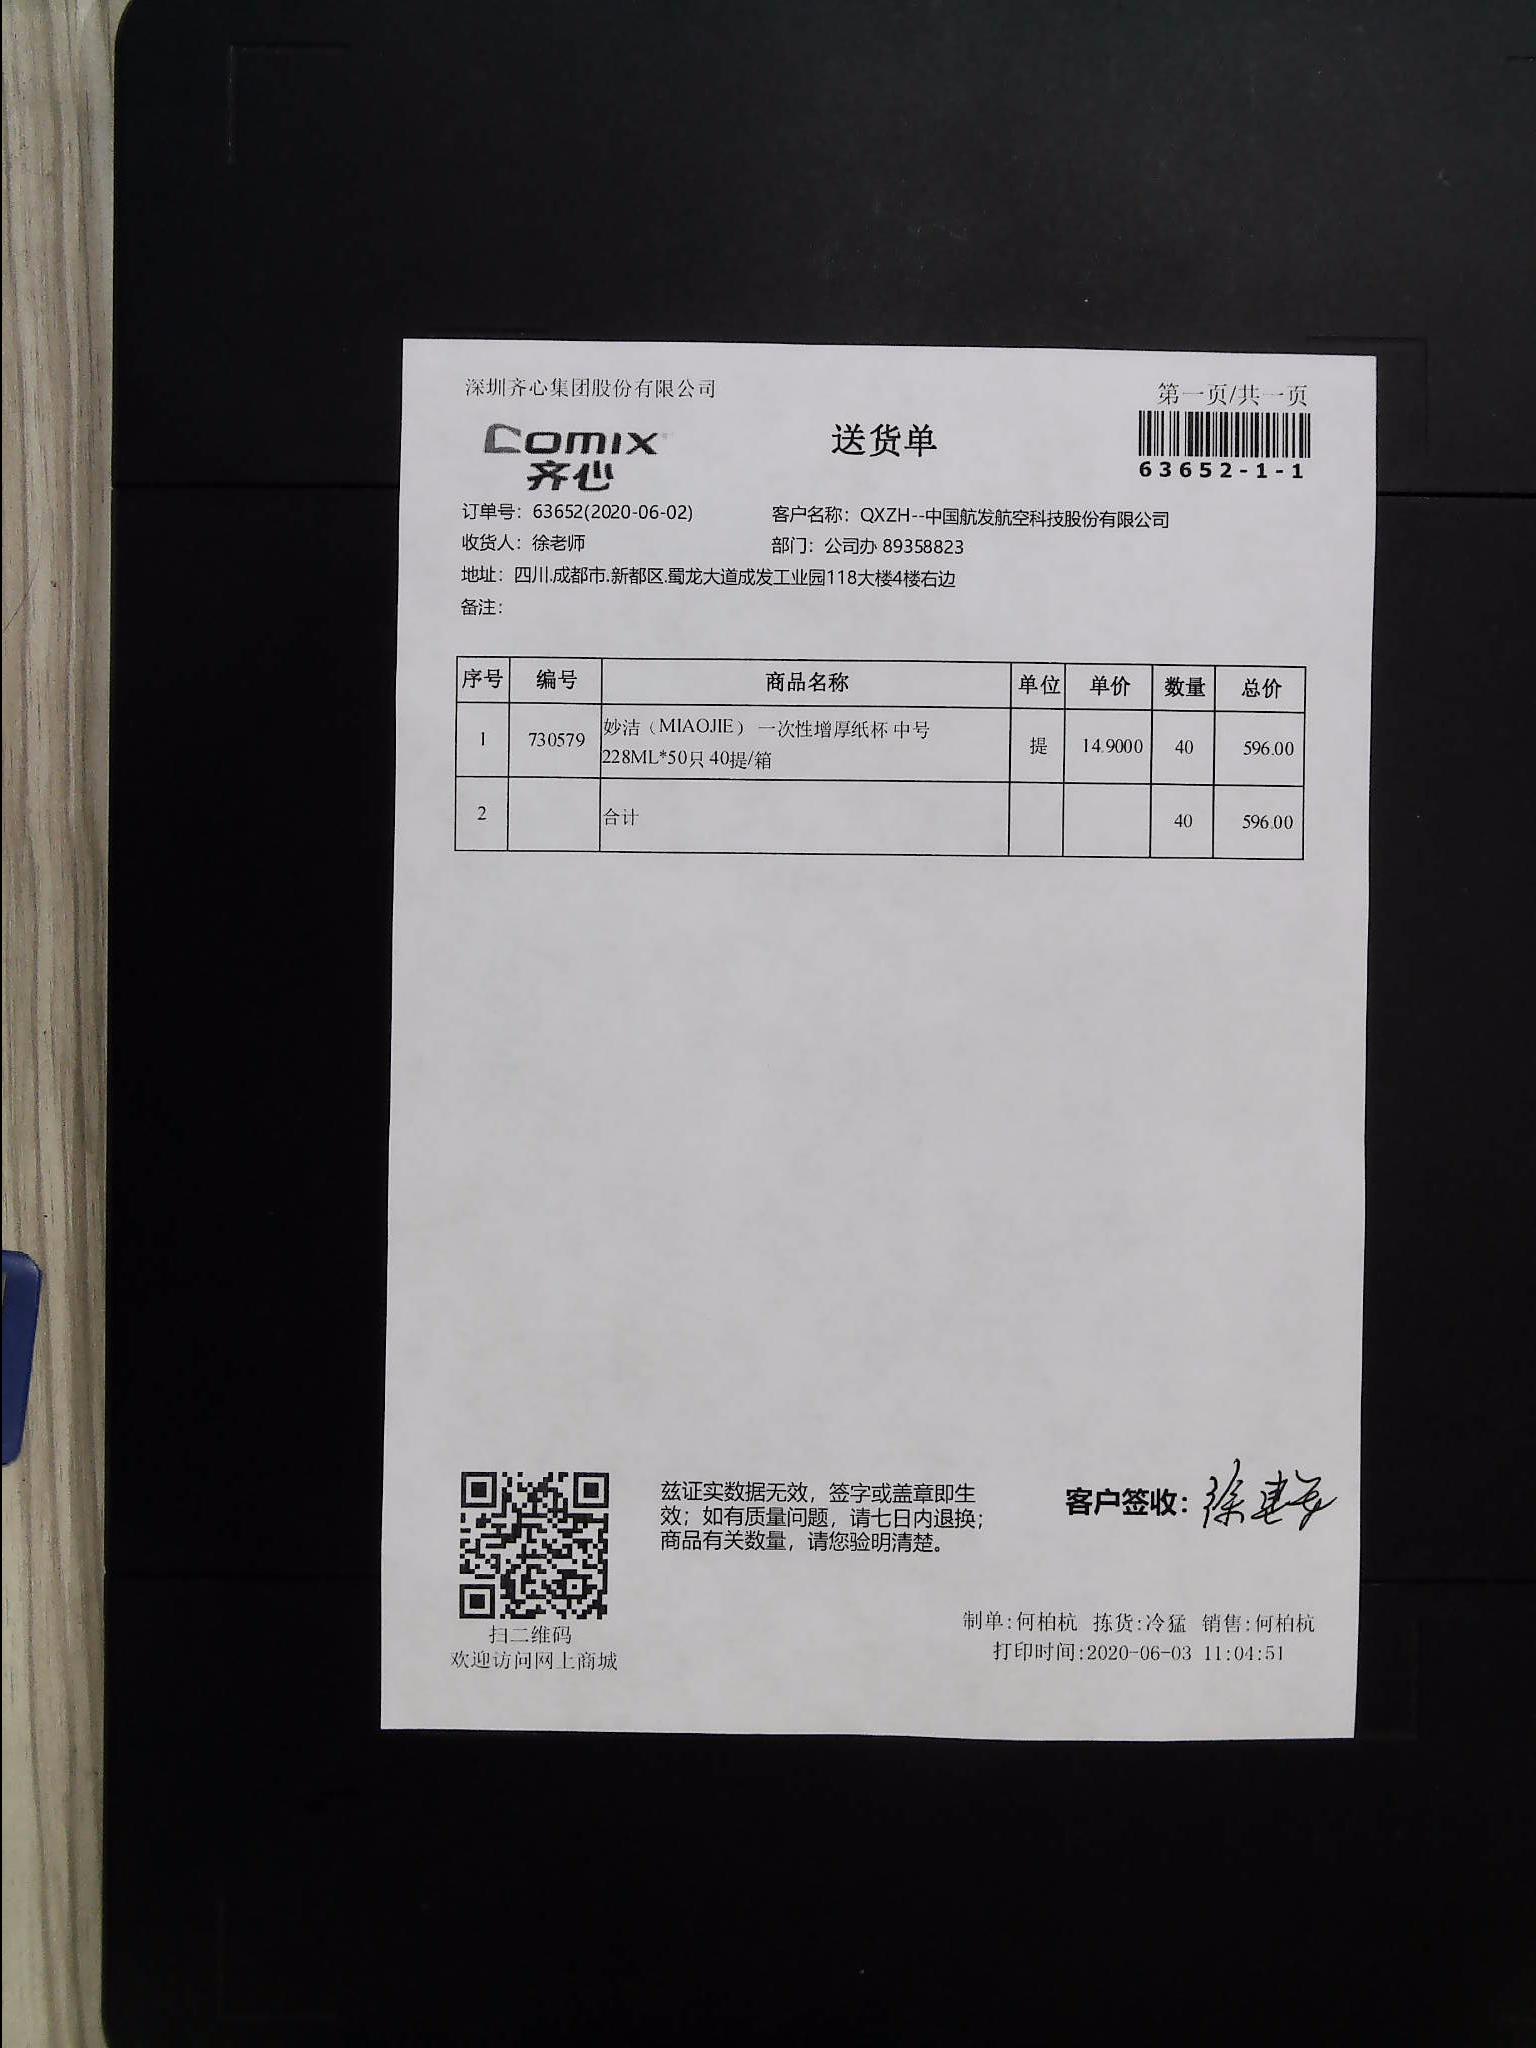 深圳齐心集团股份有限公司
第一页/共一页
comix
齐心
送货单
63652-1-1
订单号：63652(2020-06-02)
客户名称：QXZH--中国航发航空科技股份有限公司
收货人：徐老师
部门：公司办 89358823
地址：四川.成都市.新都区.蜀龙大道成发工业园118大楼4楼右边
备注：
序号 编号 商品名称 单位 单价 数量 总价
1 730579 妙洁（MIAOJIE） 一次性增厚纸杯 中号 228ML*50只 40提/箱 提 14.9000 40 596.00
2 合计 40 596.00
兹证实数据无效，签字或盖章即生
效；如有质量问题，请七日内退换；
商品有关数量，请您验明清楚。
客户签收：
扫二维码
欢迎访问网上商城
制单:何柏杭 拣货:冷猛 销售:何柏杭
打印时间:2020-06-03 11:04:51